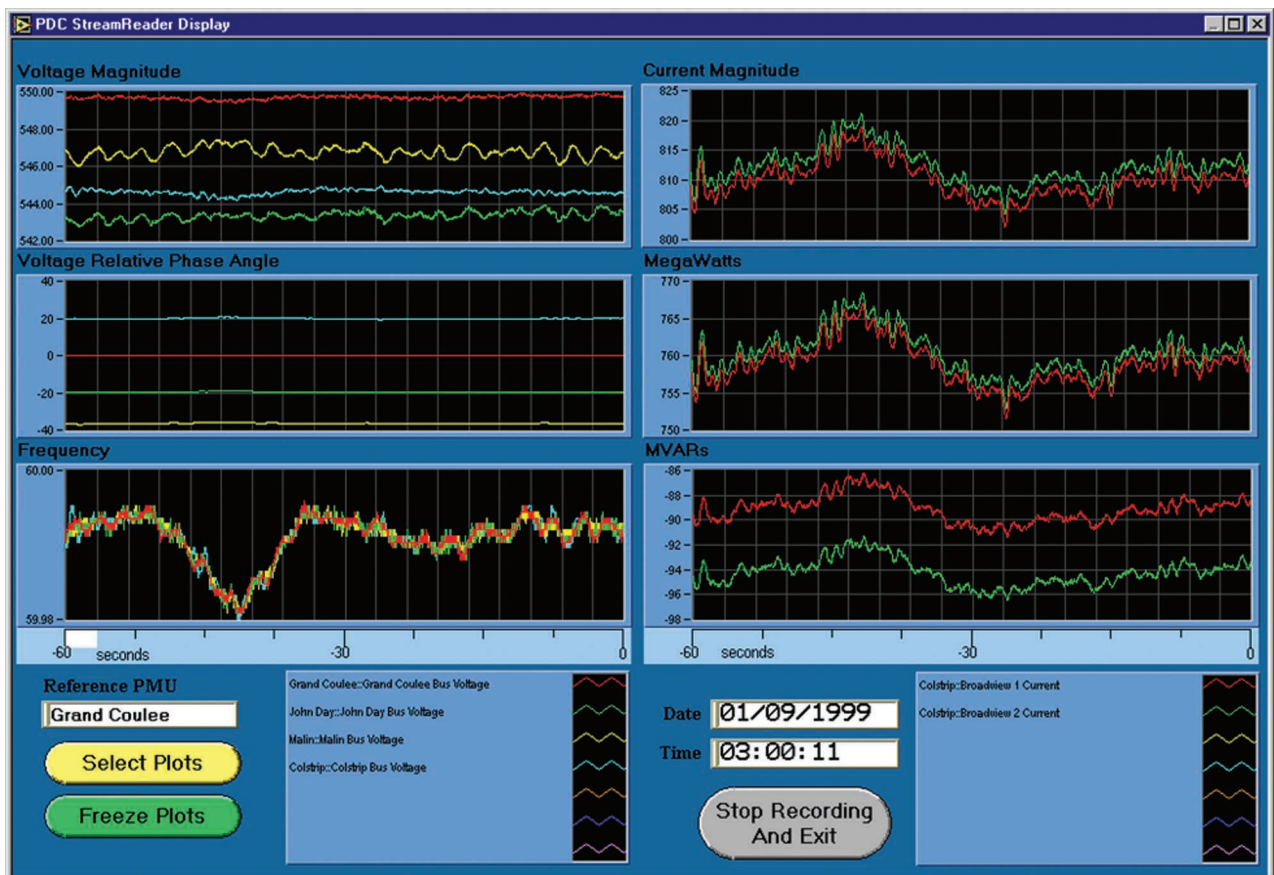 PDC StreamReader Display
Voltage Magnitude
550.00
548.00
546.00
544.00
542.00
Voltage Relative Phase Angle
40
20
0
-20
-40
Frequency
60.00
59.98
-60 seconds -30 0
Current Magnitude
825
820
815
810
805
800
MegaWatts
770
765
760
755
750
MVARs
-86
-88
-90
-92
-94
-96
-98
-60 seconds -30 0
Reference PMU
Grand Coulee
Select Plots
Freeze Plots
Grand Coulee::Grand Coulee Bus Voltage
John Day::John Day Bus Voltage
Malin::Malin Bus Voltage
Colstrip::Colstrip Bus Voltage
Date 01/09/1999
Time 03:00:11
Stop Recording
And Exit
Colstrip::Broadview 1 Current
Colstrip::Broadview 2 Current